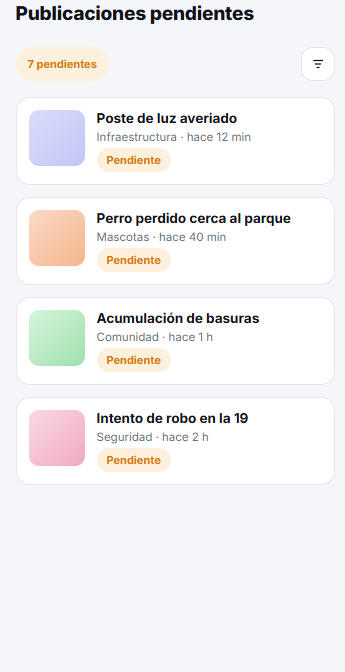 Publicaciones pendientes
7 pendientes
Poste de luz averiado
Infraestructura · hace 12 min
Pendiente
Perro perdido cerca al parque
Mascotas · hace 40 min
Pendiente
Acumulación de basuras
Comunidad · hace 1 h
Pendiente
Intento de robo en la 19
Seguridad · hace 2 h
Pendiente